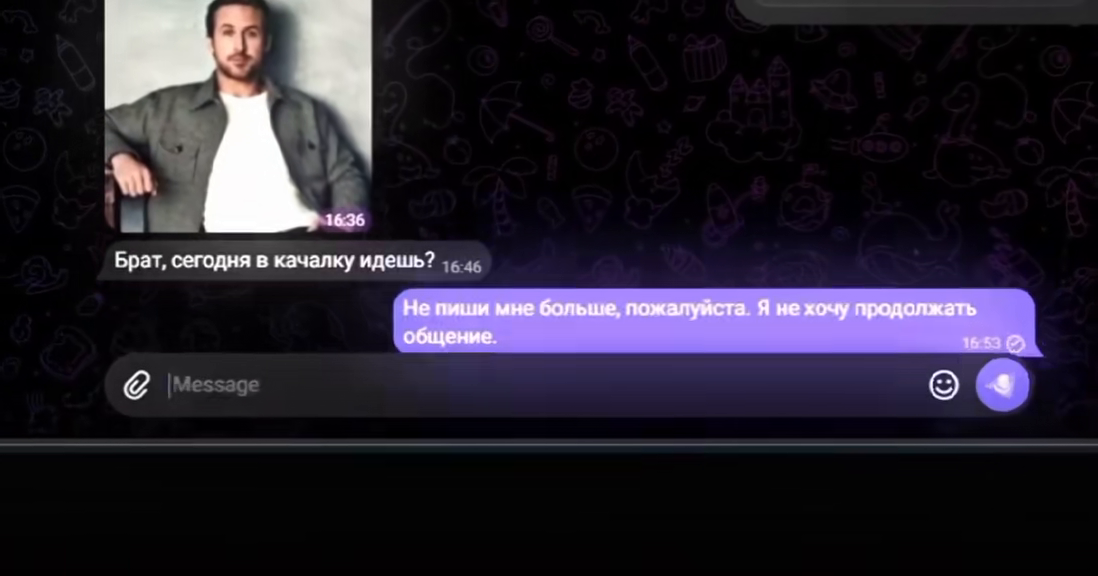 16:36
Брат, сегодня в качалку идешь? 16:46
Не пиши мне больше, пожалуйста. Я не хочу продолжать
общение. 16:53
Message